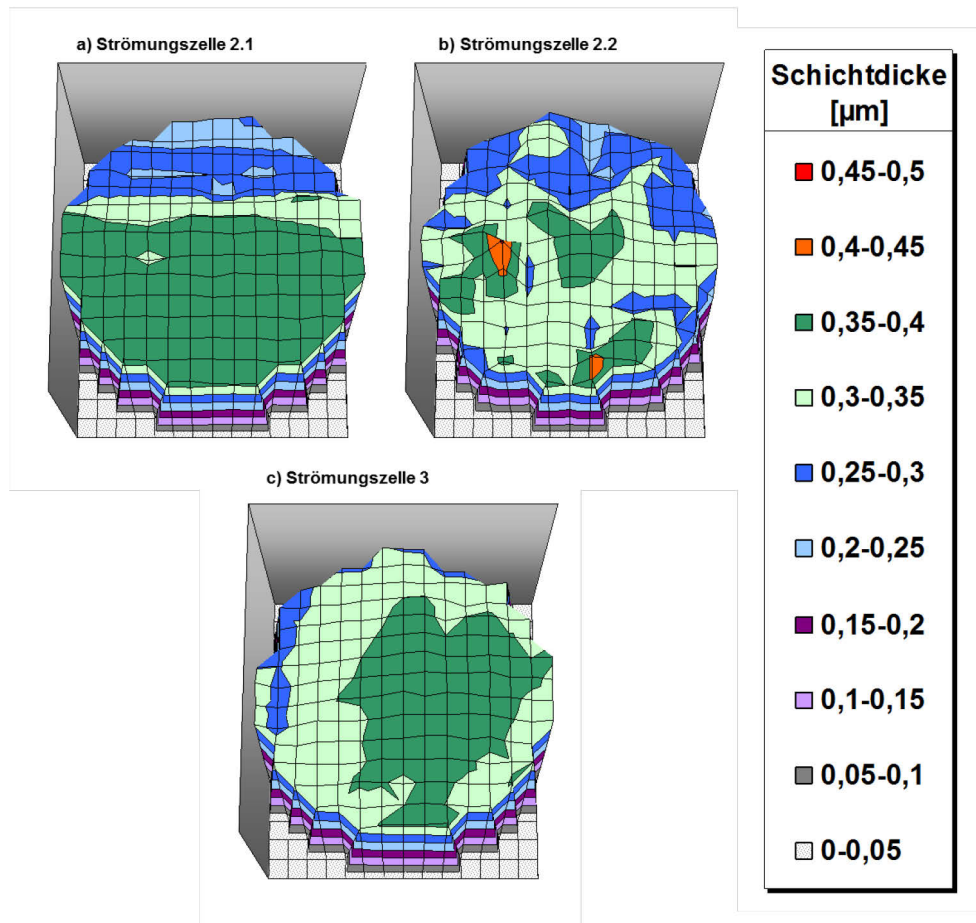 a) Strömungszelle 2.1
b) Strömungszelle 2.2
c) Strömungszelle 3
Schichtdicke
[µm]
0,45-0,5
0,4-0,45
0,35-0,4
0,3-0,35
0,25-0,3
0,2-0,25
0,15-0,2
0,1-0,15
0,05-0,1
0-0,05